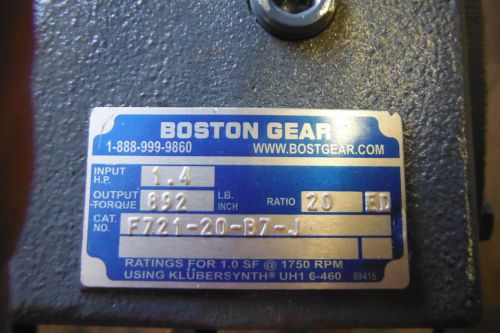 BOSTON GEAR®
1-888-999-9860 WWW.BOSTGEAR.COM
INPUT H.P. 1.4
OUTPUT TORQUE 892 LB. INCH RATIO 20 ED
CAT. NO. F721-20-B7-J
RATINGS FOR 1.0 SF @ 1750 RPM
USING KLÜBERSYNTH® UH1 6-460 88415